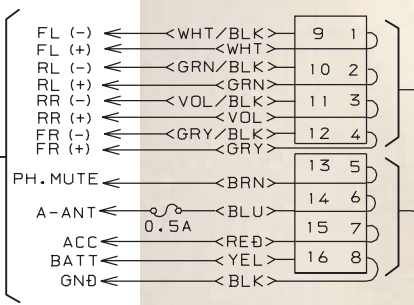 FL (-) WHT/BLK 9 1
FL (+) WHT
RL (-) GRN/BLK 10 2
RL (+) GRN
RR (-) VOL/BLK 11 3
RR (+) VOL
FR (-) GRY/BLK 12 4
FR (+) GRY
13 5
PH.MUTE BRN
14 6
A-ANT BLU
0.5A
15 7
ACC RED
BATT YEL 16 8
GND BLK